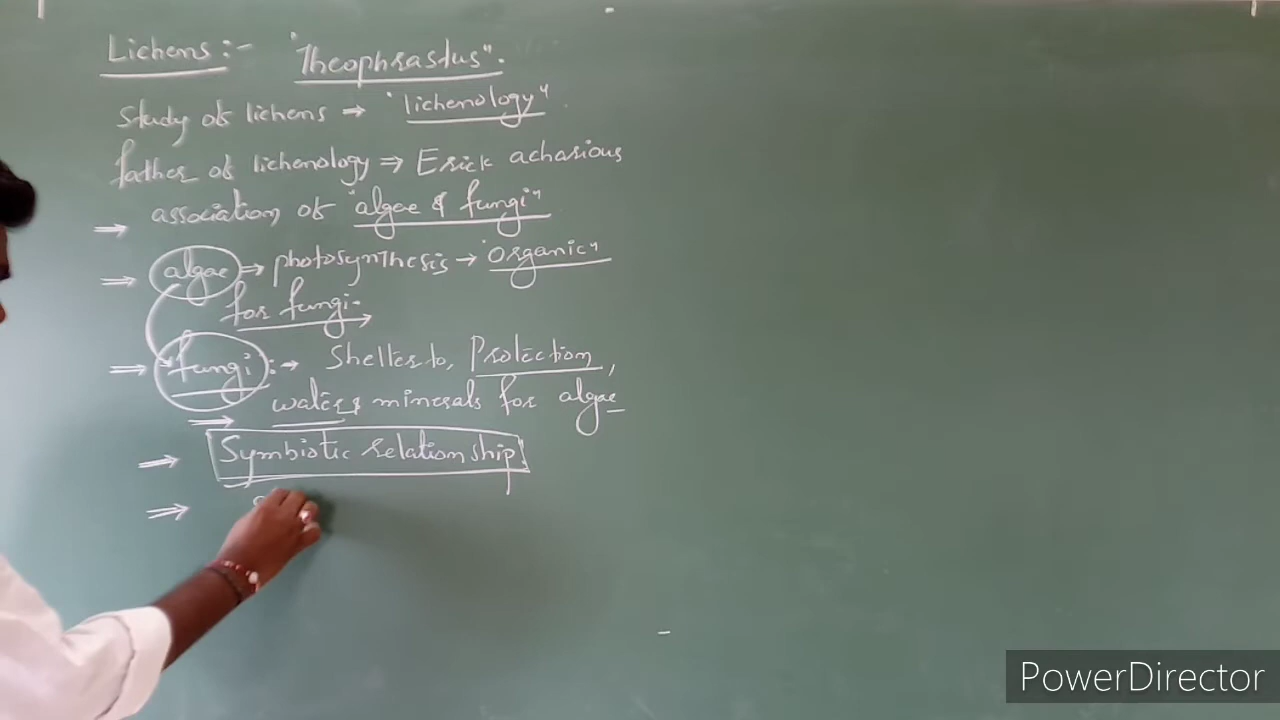 Lichens:- "Theophrastus".
Study of lichens → "lichenology"
father of lichenology ⇒ Erick acharious
⇒ association of "algae & fungi"
⇒ algae ⇒ photosynthesis → "Organic"
for fungi.
⇒ fungi :→ Shelter to, Protection,
water & minerals for algae
⇒ Symbiotic relationship.
⇒
PowerDirector